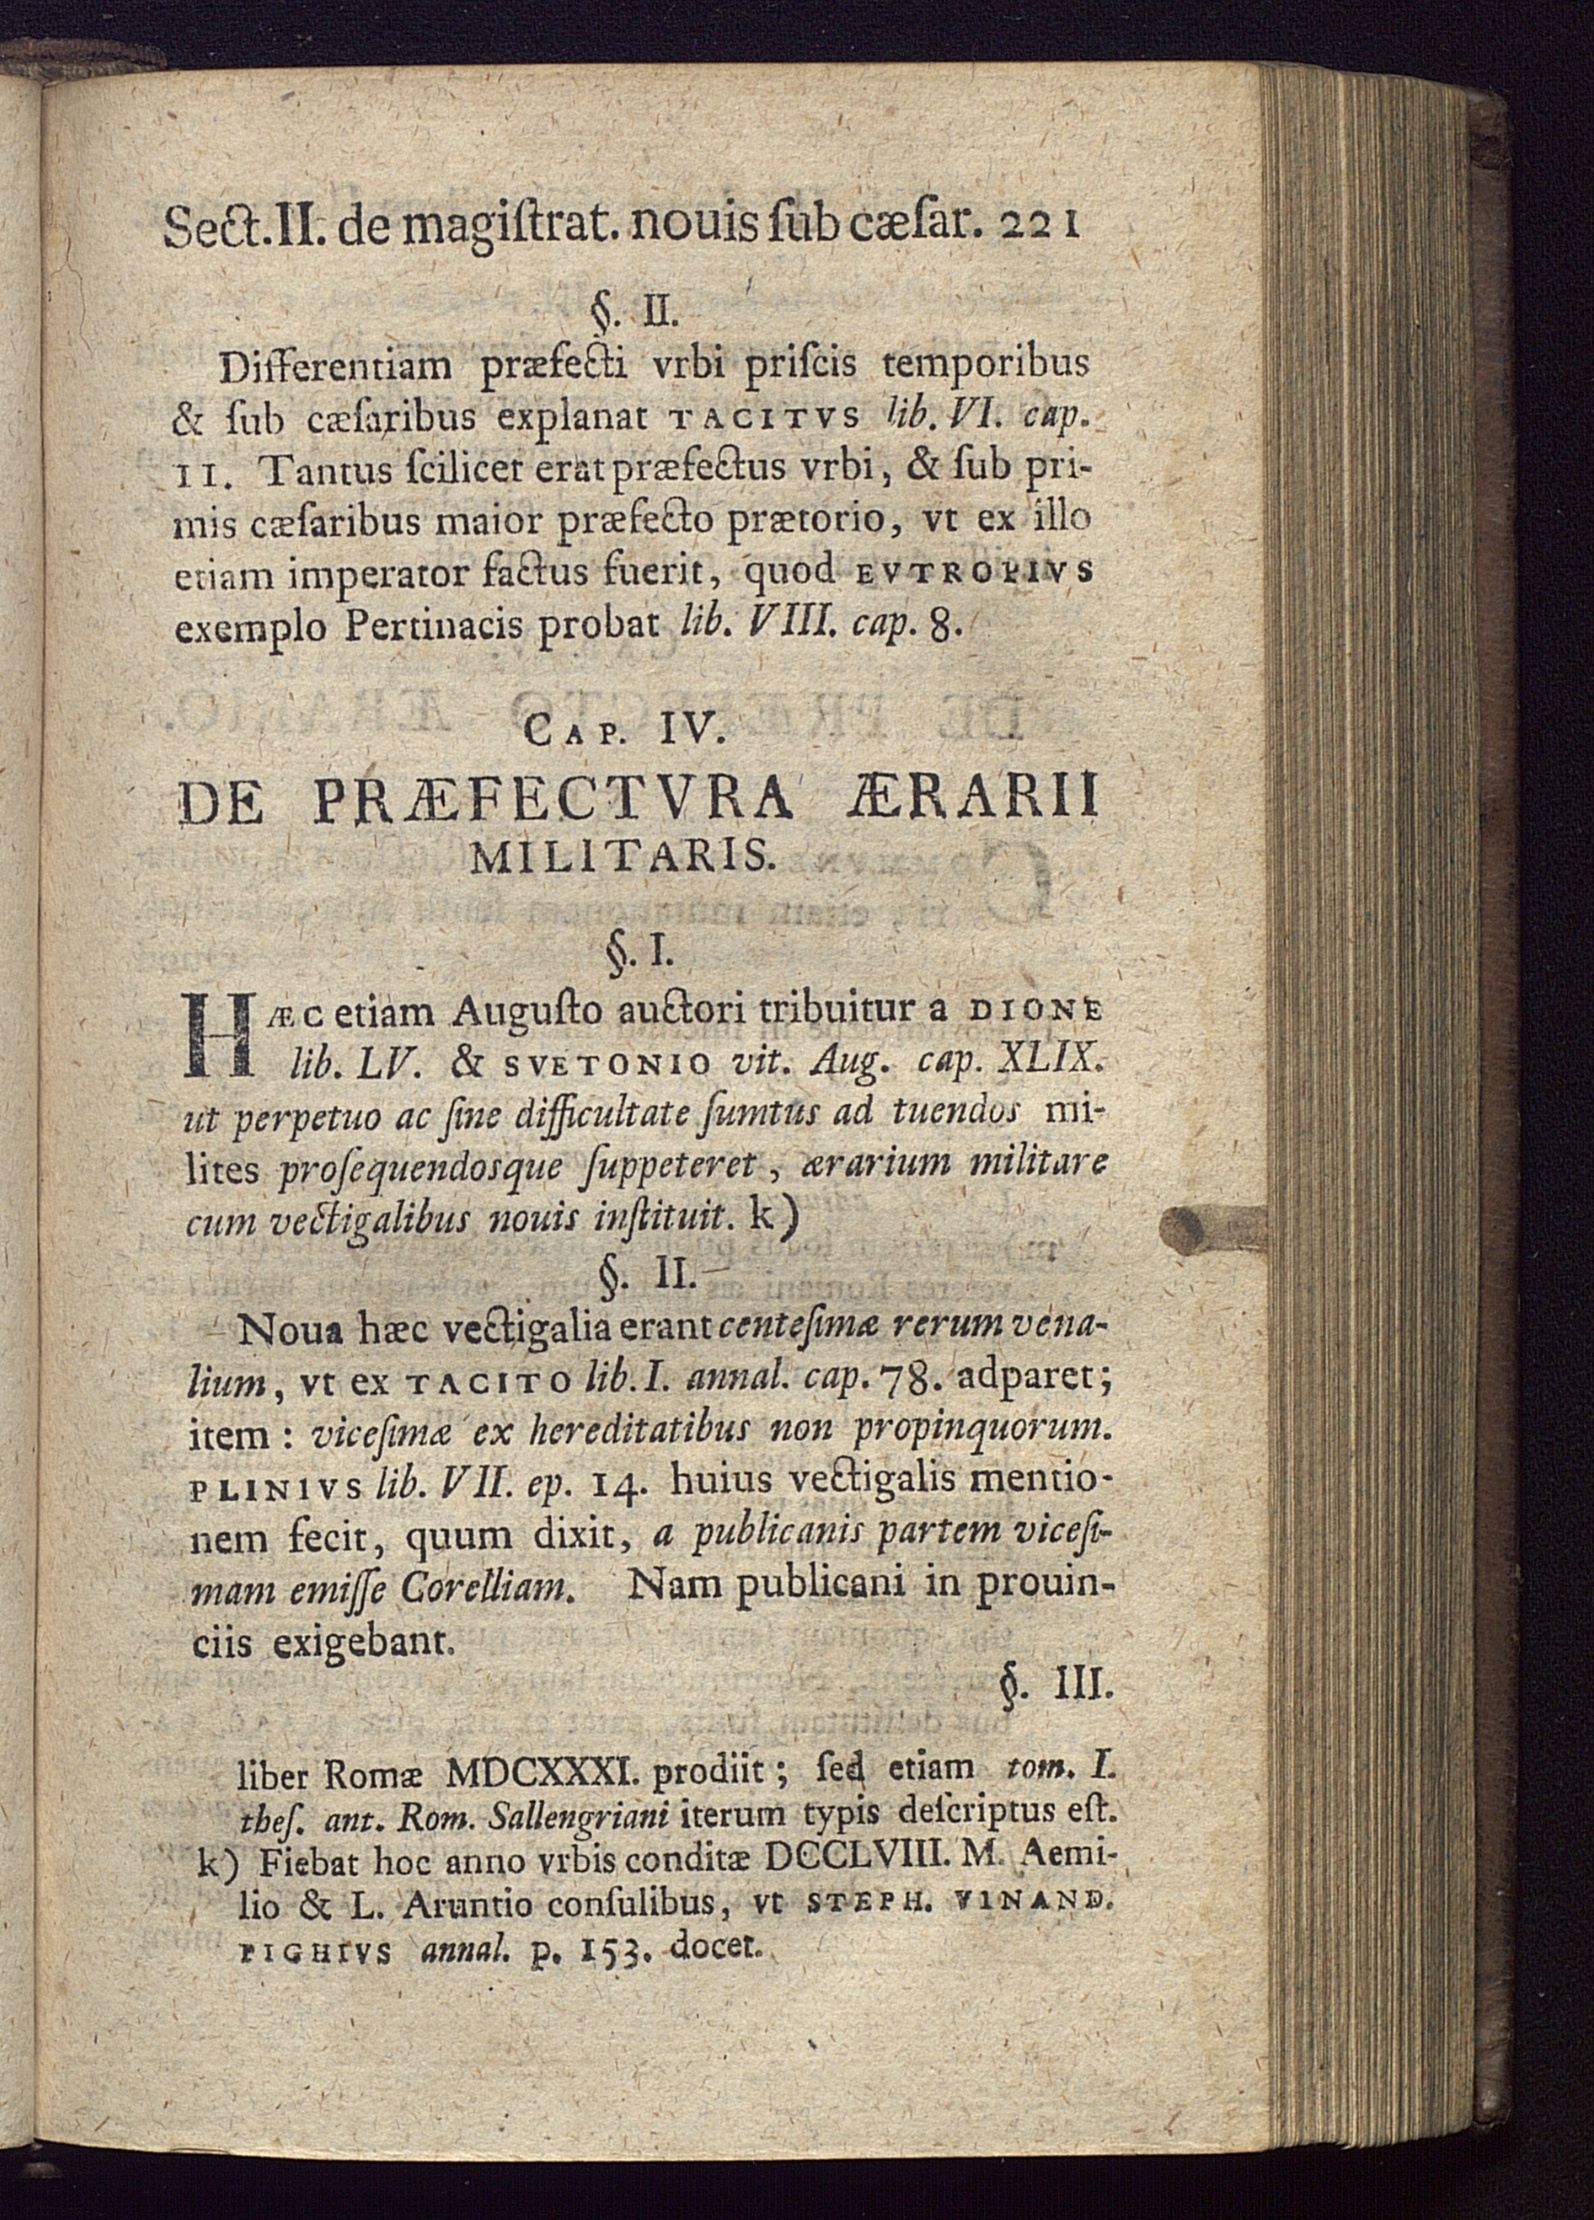 Sect. II. de magiſtrat. nouis ſub cæſar. 221
§. II.
Differentiam præfecti vrbi priſcis temporibus
& ſub cæſaribus explanat TACITVS lib. VI. cap.
11. Tantus ſcilicet erat præfectus vrbi, & ſub pri-
mis cæſaribus maior præfecto prætorio, vt ex illo
etiam imperator factus fuerit, quod EVTROPIVS
exemplo Pertinacis probat lib. VIII. cap. 8.
CAP. IV.
DE PRÆFECTVRA ÆRARII
MILITARIS.
§. I.
HÆC etiam Auguſto auctori tribuitur a DIONE
lib. LV. & SVETONIO vit. Aug. cap. XLIX.
ut perpetuo ac ſine difficultate ſumtus ad tuendos mi-
lites proſequendosque ſuppeteret, ærarium militare
cum vectigalibus nouis inſtituit. k)
§. II.
Noua hæc vectigalia erant centeſimæ rerum vena-
lium, vt ex TACITO lib. I. annal. cap. 78. adparet;
item: viceſimæ ex hereditatibus non propinquorum.
PLINIVS lib. VII. ep. 14. huius vectigalis mentio-
nem fecit, quum dixit, a publicanis partem viceſi-
mam emiſſe Corelliam. Nam publicani in prouin-
ciis exigebant.
§. III.
liber Romæ MDCXXXI. prodiit; ſed etiam tom. I.
theſ. ant. Rom. Sallengriani iterum typis deſcriptus eſt.
k) Fiebat hoc anno vrbis conditæ DCCLVIII. M. Aemi-
lio & L. Aruntio conſulibus, vt STEPH. VINAND.
PIGHIVS annal. p. 153. docet.